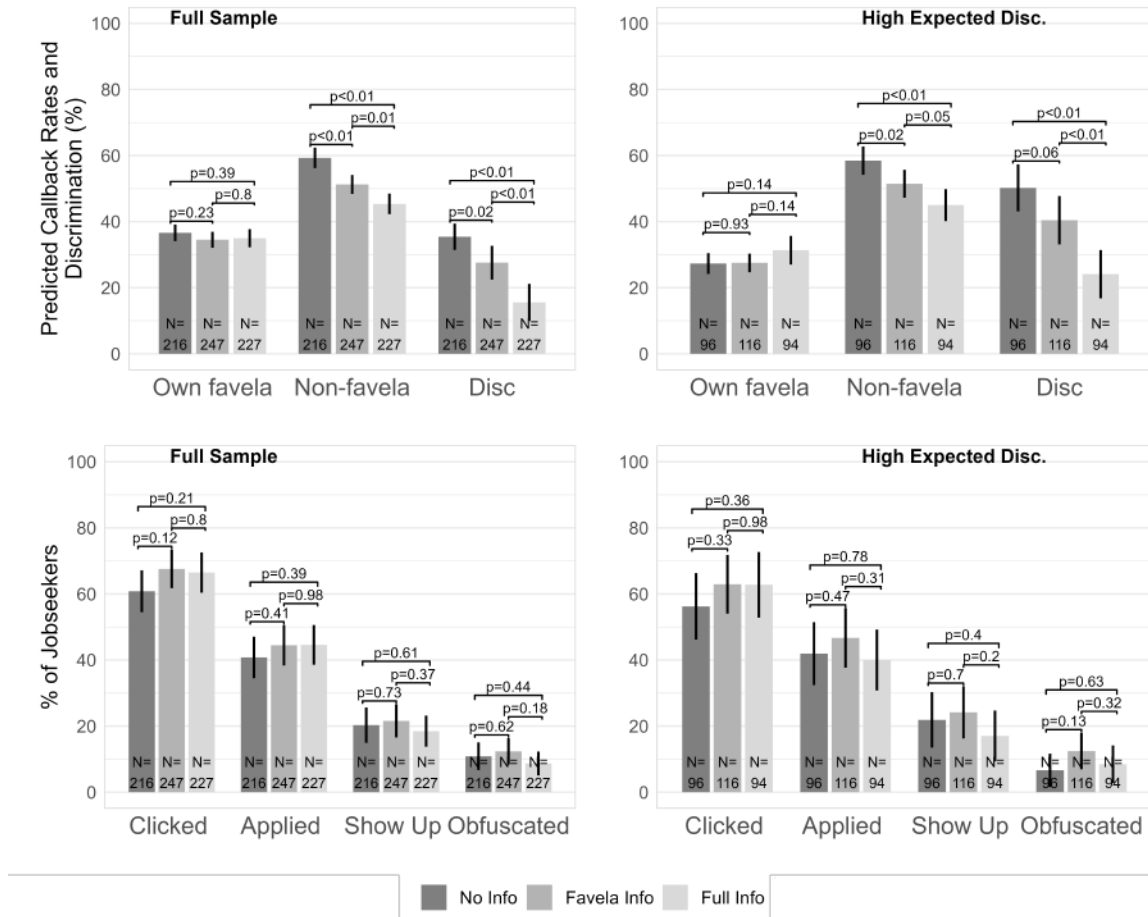 Full Sample
High Expected Disc.
Predicted Callback Rates and
Discrimination (%)
100
80
60
40
20
0
p=0.39
p=0.23
p=0.8
p<0.01
p<0.01
p=0.01
p<0.01
p=0.02
p<0.01
N=
216
N=
247
N=
227
N=
216
N=
247
N=
227
N=
216
N=
247
N=
227
Own favela
Non-favela
Disc
100
80
60
40
20
0
p=0.14
p=0.93
p=0.14
p<0.01
p=0.02
p=0.05
p<0.01
p=0.06
p<0.01
N=
96
N=
116
N=
94
N=
96
N=
116
N=
94
N=
96
N=
116
N=
94
Own favela
Non-favela
Disc
Full Sample
High Expected Disc.
% of Jobseekers
100
80
60
40
20
0
p=0.21
p=0.12
p=0.8
p=0.39
p=0.41
p=0.98
p=0.61
p=0.73
p=0.37
p=0.44
p=0.62
p=0.18
N=
216
N=
247
N=
227
N=
216
N=
247
N=
227
N=
216
N=
247
N=
227
N=
216
N=
247
N=
227
Clicked
Applied
Show Up
Obfuscated
100
80
60
40
20
0
p=0.36
p=0.33
p=0.98
p=0.78
p=0.47
p=0.31
p=0.4
p=0.7
p=0.2
p=0.63
p=0.13
p=0.32
N=
96
N=
116
N=
94
N=
96
N=
116
N=
94
N=
96
N=
116
N=
94
N=
96
N=
116
N=
94
Clicked
Applied
Show Up
Obfuscated
No Info
Favela Info
Full Info